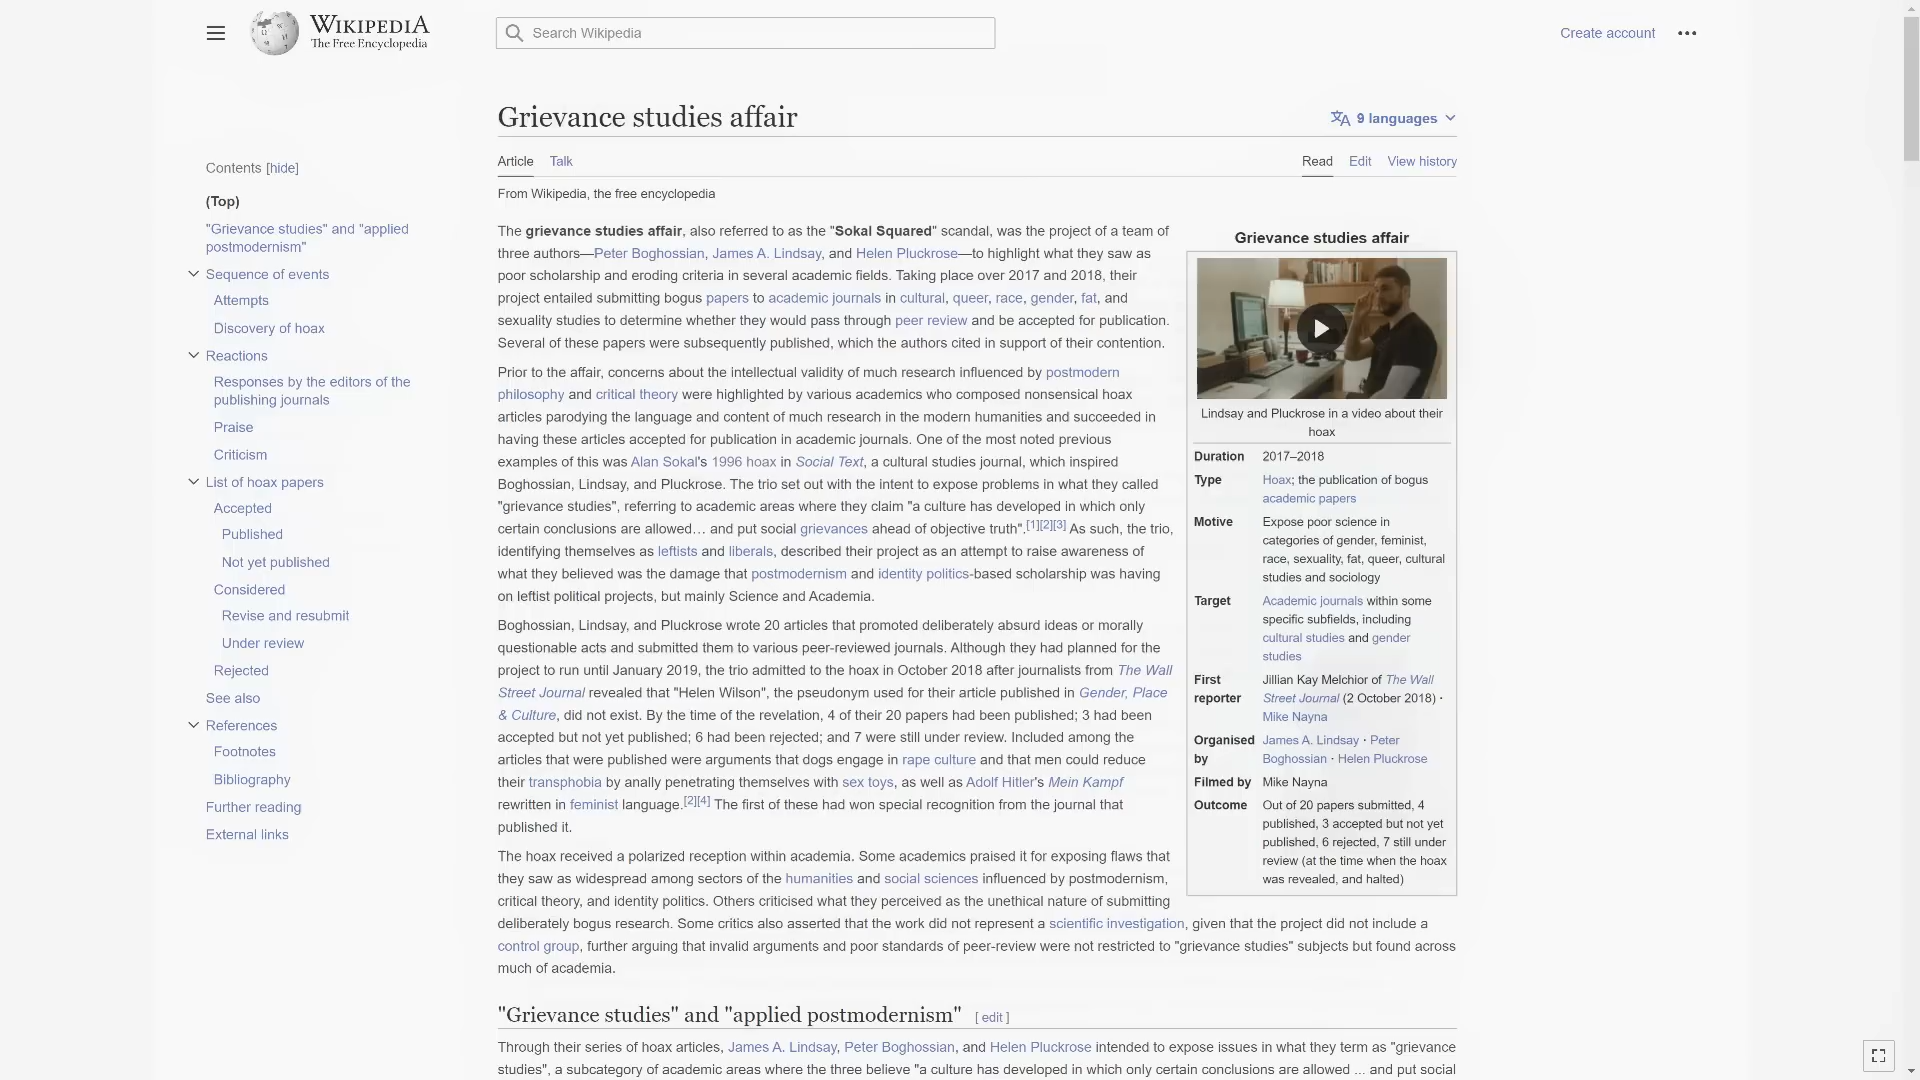 WIKIPEDIA
The Free Encyclopedia
Search Wikipedia
Create account
Grievance studies affair
9 languages
Contents [hide]
(Top)
"Grievance studies" and "applied
postmodernism"
Sequence of events
Attempts
Discovery of hoax
Reactions
Responses by the editors of the
publishing journals
Praise
Criticism
List of hoax papers
Accepted
Published
Not yet published
Considered
Revise and resubmit
Under review
Rejected
See also
References
Footnotes
Bibliography
Further reading
External links
Article Talk
Read Edit View history
From Wikipedia, the free encyclopedia
The grievance studies affair, also referred to as the "Sokal Squared" scandal, was the project of a team of
three authors—Peter Boghossian, James A. Lindsay, and Helen Pluckrose—to highlight what they saw as
poor scholarship and eroding criteria in several academic fields. Taking place over 2017 and 2018, their
project entailed submitting bogus papers to academic journals in cultural, queer, race, gender, fat, and
sexuality studies to determine whether they would pass through peer review and be accepted for publication.
Several of these papers were subsequently published, which the authors cited in support of their contention.
Prior to the affair, concerns about the intellectual validity of much research influenced by postmodern
philosophy and critical theory were highlighted by various academics who composed nonsensical hoax
articles parodying the language and content of much research in the modern humanities and succeeded in
having these articles accepted for publication in academic journals. One of the most noted previous
examples of this was Alan Sokal's 1996 hoax in Social Text, a cultural studies journal, which inspired
Boghossian, Lindsay, and Pluckrose. The trio set out with the intent to expose problems in what they called
"grievance studies", referring to academic areas where they claim "a culture has developed in which only
certain conclusions are allowed... and put social grievances ahead of objective truth".[1][2][3] As such, the trio,
identifying themselves as leftists and liberals, described their project as an attempt to raise awareness of
what they believed was the damage that postmodernism and identity politics-based scholarship was having
on leftist political projects, but mainly Science and Academia.
Boghossian, Lindsay, and Pluckrose wrote 20 articles that promoted deliberately absurd ideas or morally
questionable acts and submitted them to various peer-reviewed journals. Although they had planned for the
project to run until January 2019, the trio admitted to the hoax in October 2018 after journalists from The Wall
Street Journal revealed that "Helen Wilson", the pseudonym used for their article published in Gender, Place
& Culture, did not exist. By the time of the revelation, 4 of their 20 papers had been published; 3 had been
accepted but not yet published; 6 had been rejected; and 7 were still under review. Included among the
articles that were published were arguments that dogs engage in rape culture and that men could reduce
their transphobia by anally penetrating themselves with sex toys, as well as Adolf Hitler's Mein Kampf
rewritten in feminist language.[2][4] The first of these had won special recognition from the journal that
published it.
The hoax received a polarized reception within academia. Some academics praised it for exposing flaws that
they saw as widespread among sectors of the humanities and social sciences influenced by postmodernism,
critical theory, and identity politics. Others criticised what they perceived as the unethical nature of submitting
deliberately bogus research. Some critics also asserted that the work did not represent a scientific investigation, given that the project did not include a
control group, further arguing that invalid arguments and poor standards of peer-review were not restricted to "grievance studies" subjects but found across
much of academia.
Grievance studies affair
Lindsay and Pluckrose in a video about their
hoax
Duration 2017–2018
Type Hoax; the publication of bogus
academic papers
Motive Expose poor science in
categories of gender, feminist,
race, sexuality, fat, queer, cultural
studies and sociology
Target Academic journals within some
specific subfields, including
cultural studies and gender
studies
First Jillian Kay Melchior of The Wall
reporter Street Journal (2 October 2018) ·
Mike Nayna
Organised James A. Lindsay · Peter
by Boghossian · Helen Pluckrose
Filmed by Mike Nayna
Outcome Out of 20 papers submitted, 4
published, 3 accepted but not yet
published, 6 rejected, 7 still under
review (at the time when the hoax
was revealed, and halted)
"Grievance studies" and "applied postmodernism" [ edit ]
Through their series of hoax articles, James A. Lindsay, Peter Boghossian, and Helen Pluckrose intended to expose issues in what they term as "grievance
studies", a subcategory of academic areas where the three believe "a culture has developed in which only certain conclusions are allowed ... and put social